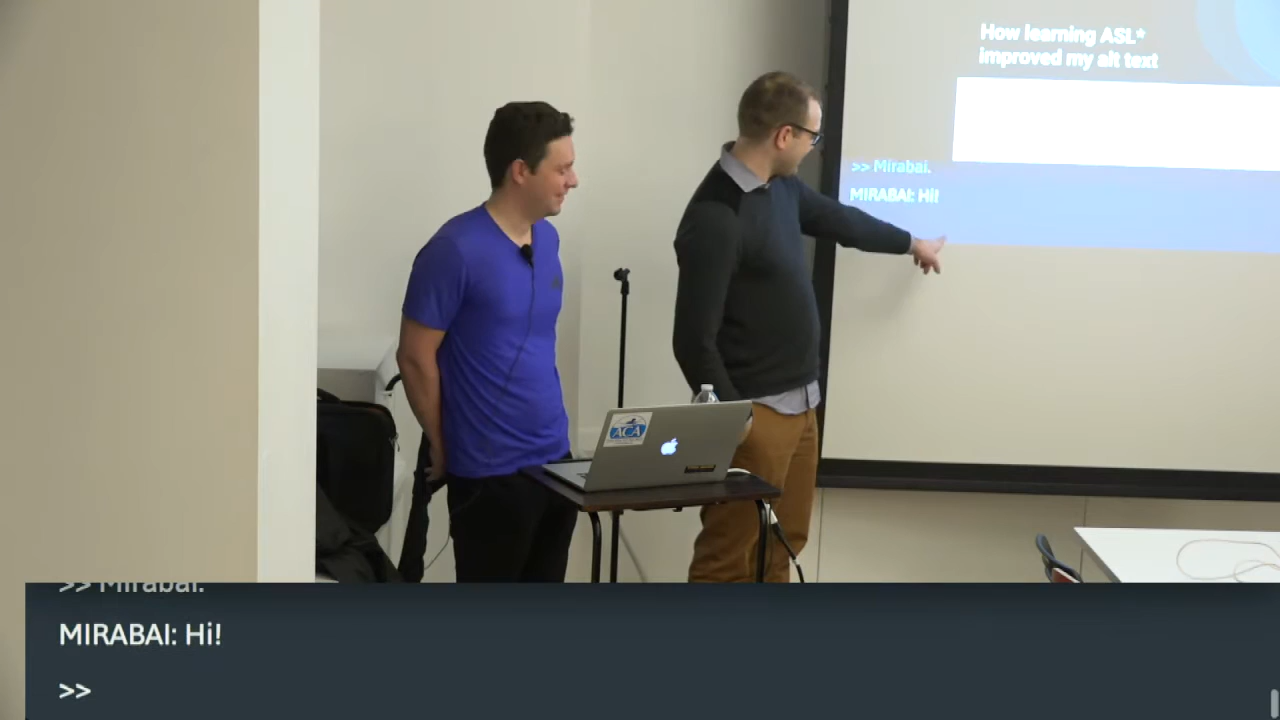 How learning ASL*
improved my alt text
>> Mirabai.
MIRABAI: Hi!
ACA
>> Mirabai.
MIRABAI: Hi!
>>